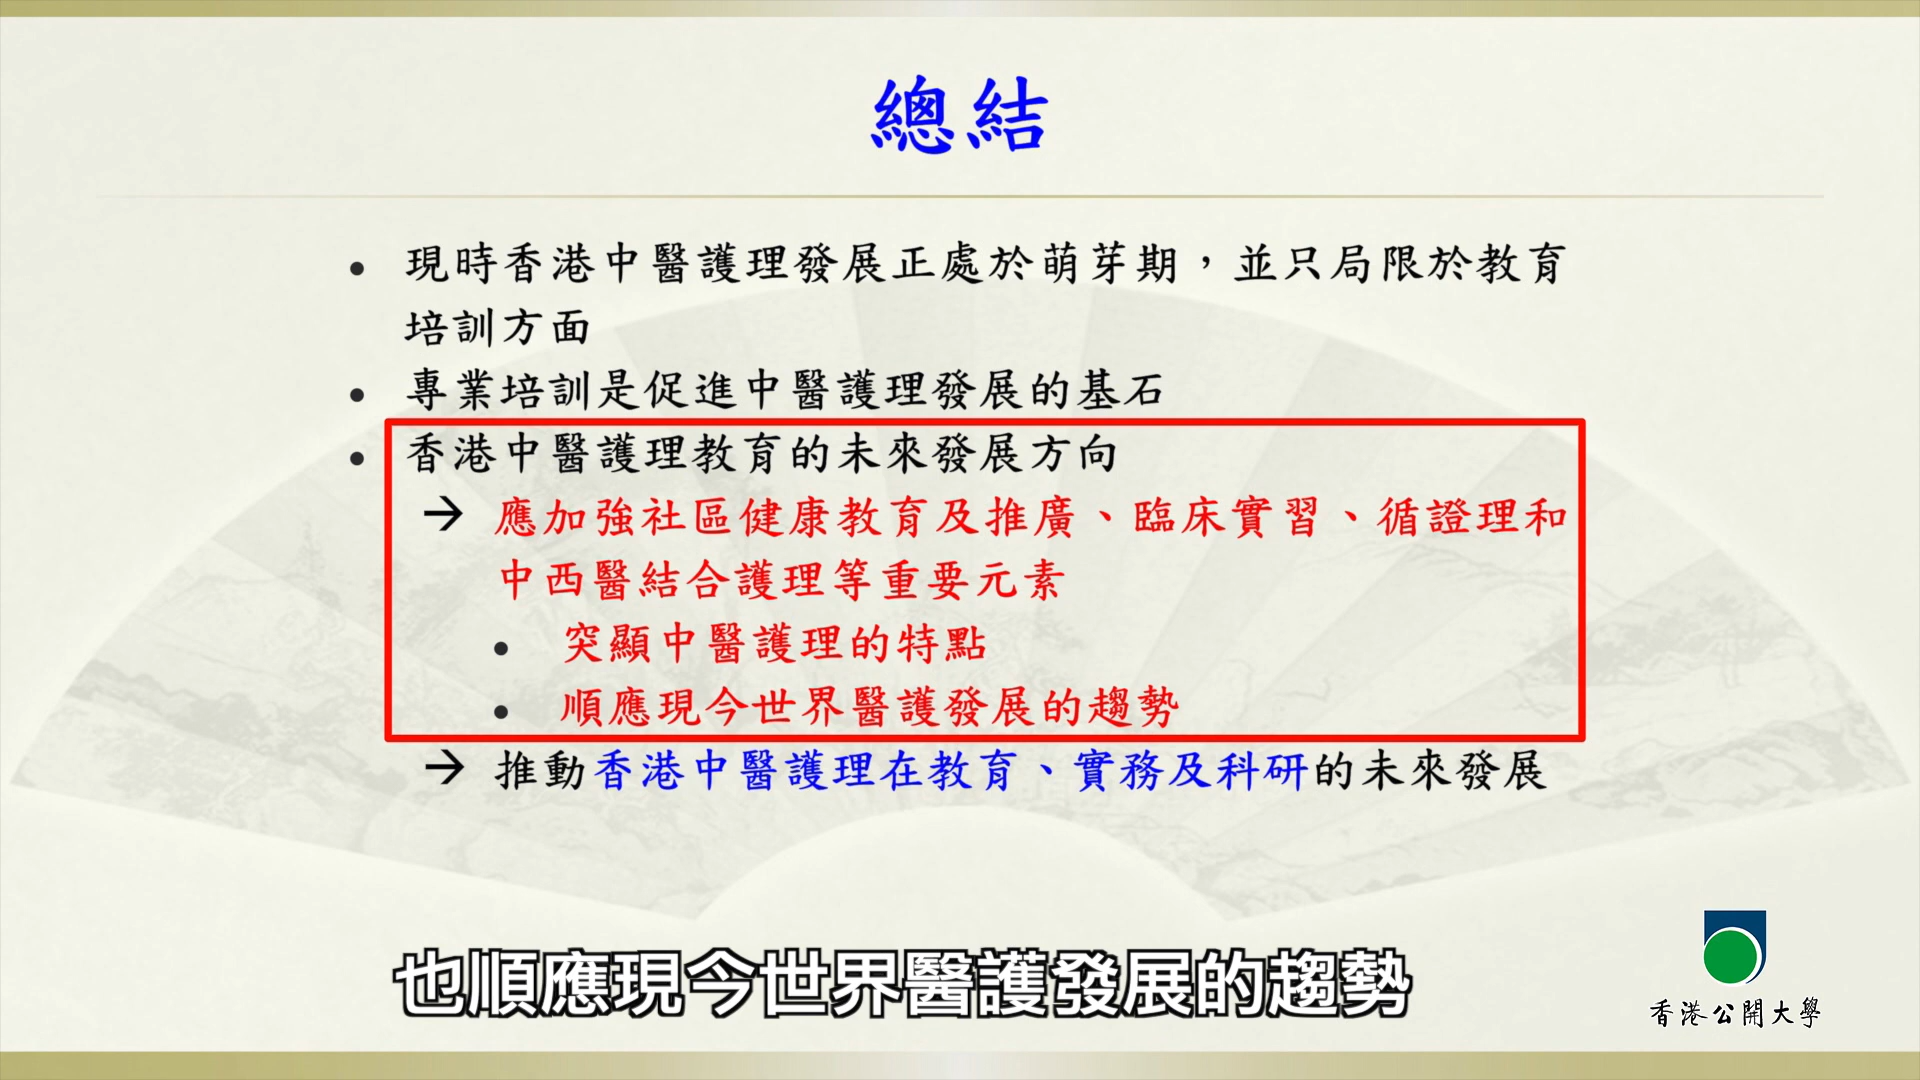 總結
現時香港中醫護理發展正處於萌芽期，並只局限於教育
培訓方面
專業培訓是促進中醫護理發展的基石
香港中醫護理教育的未來發展方向
→ 應加強社區健康教育及推廣、臨床實習、循證理和
中西醫結合護理等重要元素
突顯中醫護理的特點
順應現今世界醫護發展的趨勢
→ 推動香港中醫護理在教育、實務及科研的未來發展
也順應現今世界醫護發展的趨勢
香港公開大學